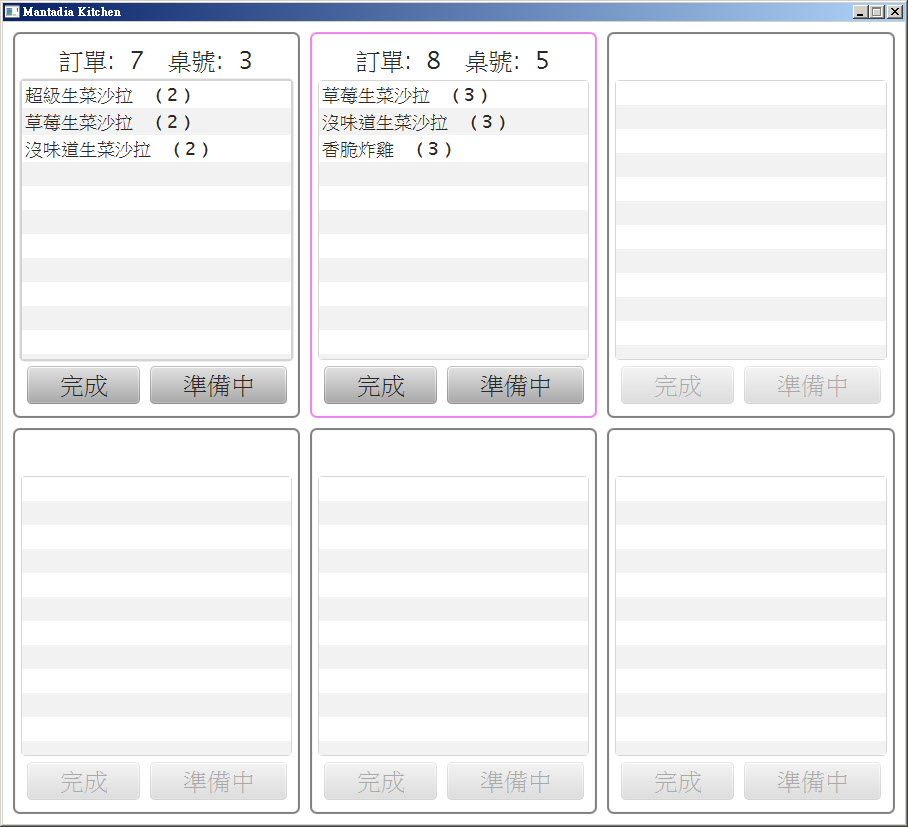 Mantadia Kitchen
訂單: 7 桌號: 3
超級生菜沙拉 (2)
草莓生菜沙拉 (2)
沒味道生菜沙拉 (2)
完成 準備中
訂單: 8 桌號: 5
草莓生菜沙拉 (3)
沒味道生菜沙拉 (3)
香脆炸雞 (3)
完成 準備中
完成 準備中
完成 準備中
完成 準備中
完成 準備中